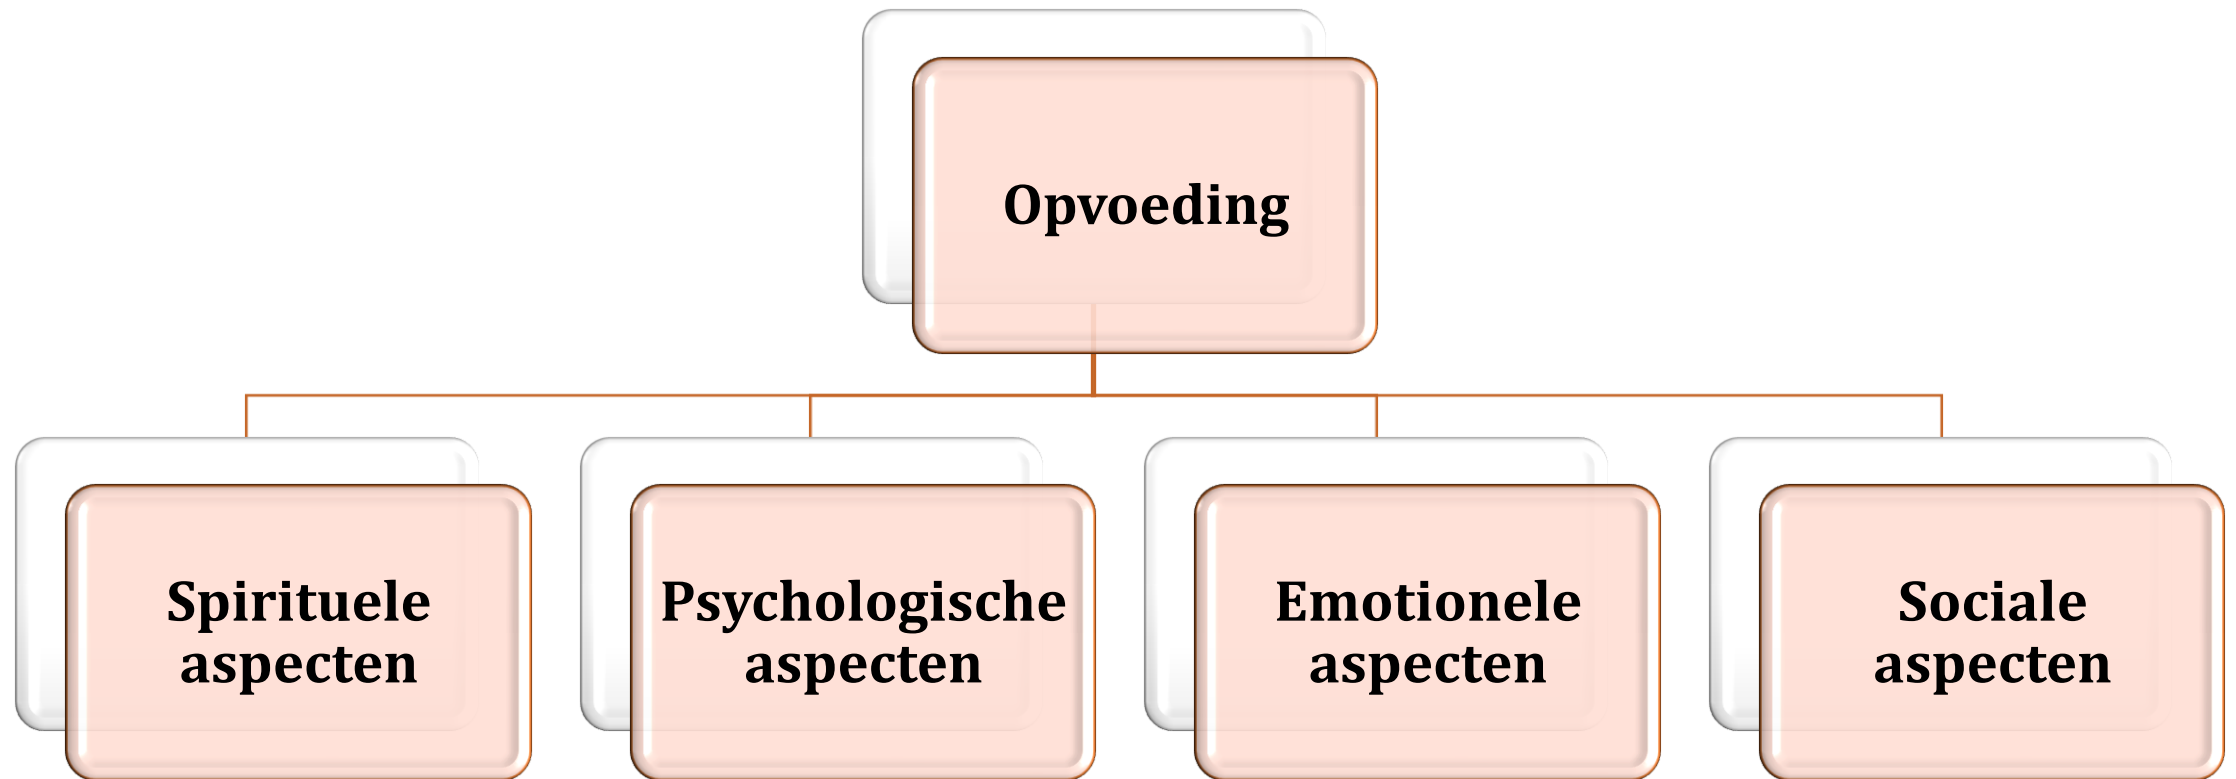 Opvoeding
Spirituele
aspecten
Psychologische
aspecten
Emotionele
aspecten
Sociale
aspecten